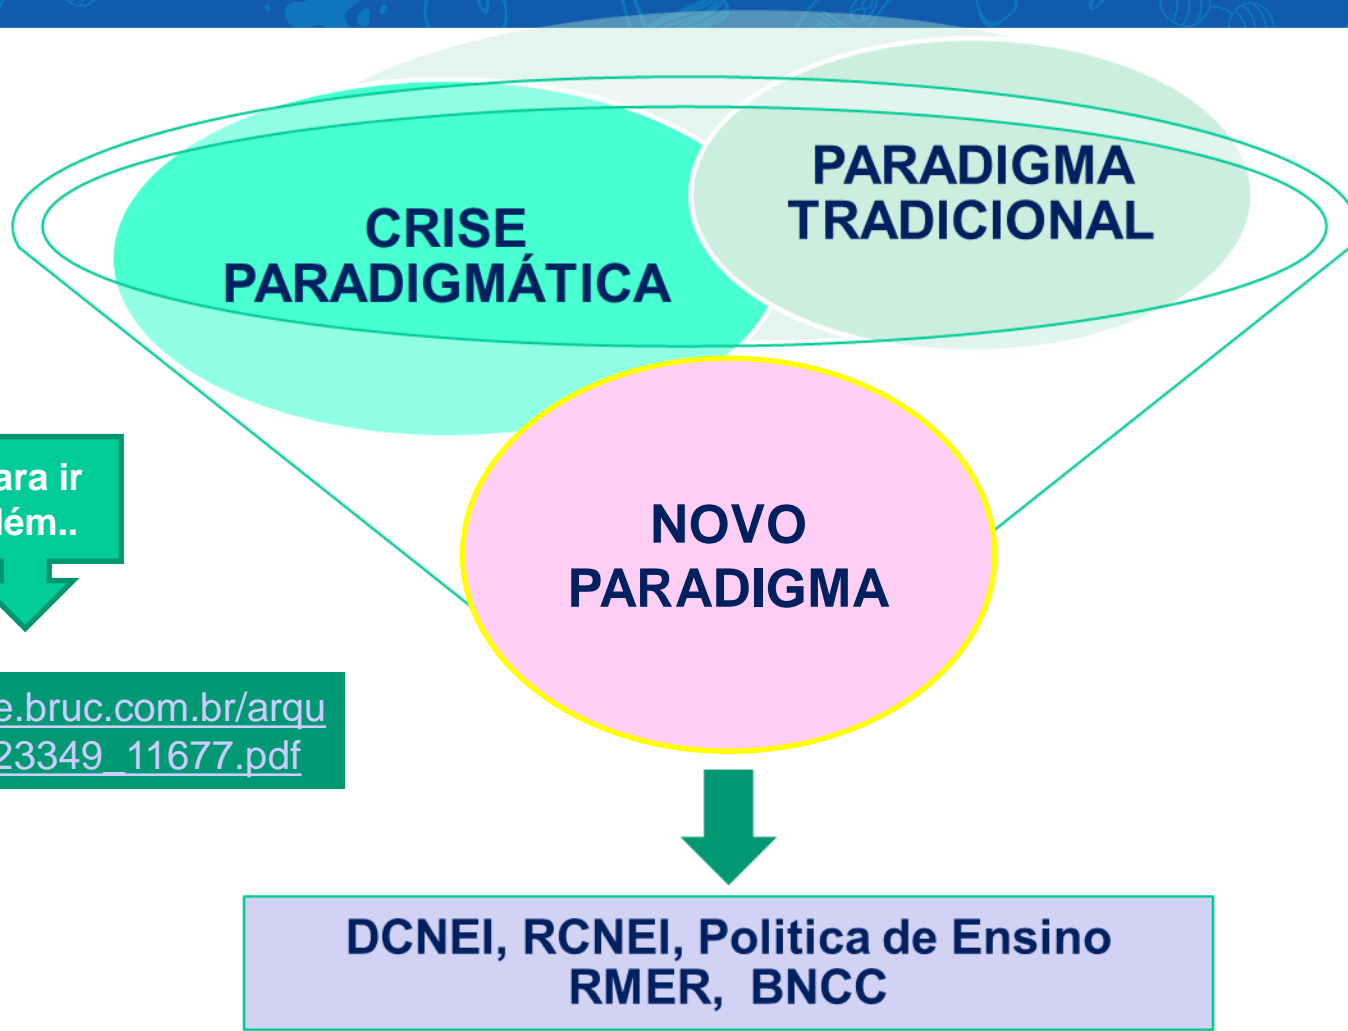 PARADIGMA
TRADICIONAL
CRISE
PARADIGMÁTICA
NOVO
PARADIGMA
ara ir
lém..
e.bruc.com.br/arqu
23349_11677.pdf
DCNEI, RCNEI, Politica de Ensino
RMER, BNCC